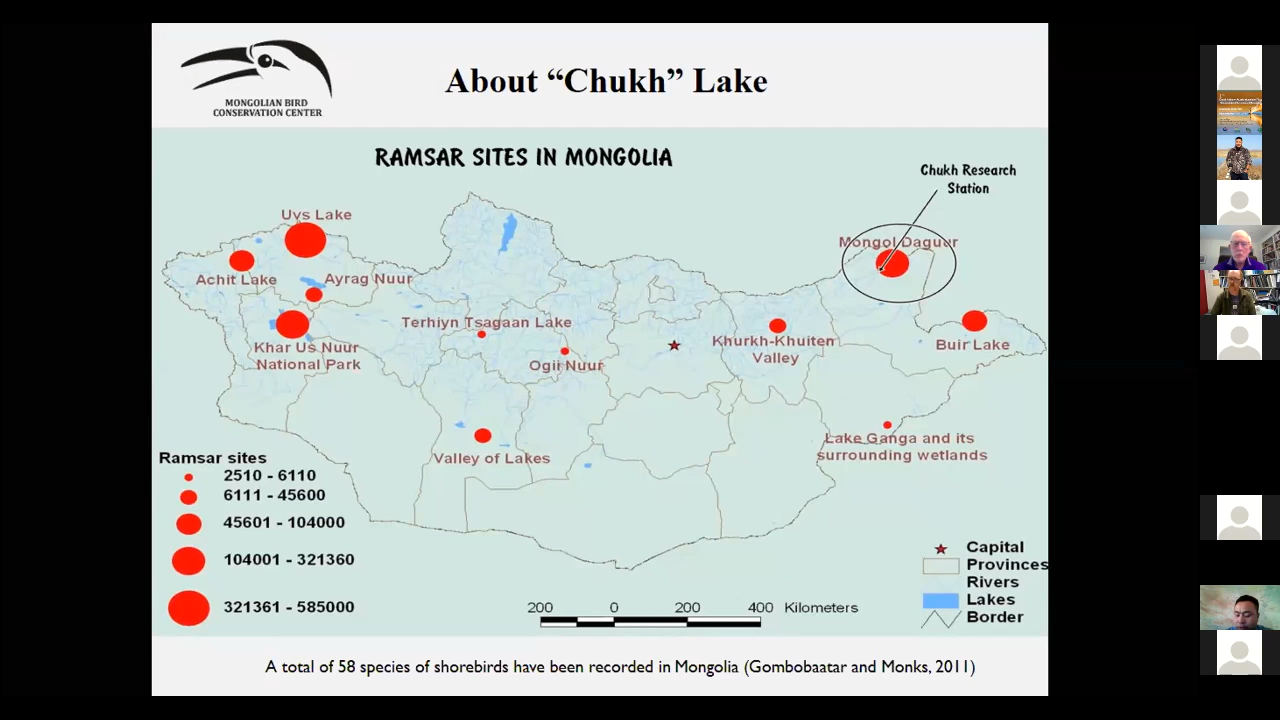 MONGOLIAN BIRD
CONSERVATION CENTER
About “Chukh” Lake
RAMSAR SITES IN MONGOLIA
Chukh Research
Station
Uvs Lake
Mongol Daguur
Achit Lake
Ayrag Nuur
Terhiyn Tsagaan Lake
Khar Us Nuur
National Park
Ogii Nuur
Khurkh-Khuiten
Valley
Buir Lake
Valley of Lakes
Lake Ganga and its
surrounding wetlands
Ramsar sites
2510 - 6110
6111 - 45600
45601 - 104000
104001 - 321360
321361 - 585000
200 0 200 400 Kilometers
Capital
Provinces
Rivers
Lakes
Border
A total of 58 species of shorebirds have been recorded in Mongolia (Gombobaatar and Monks, 2011)